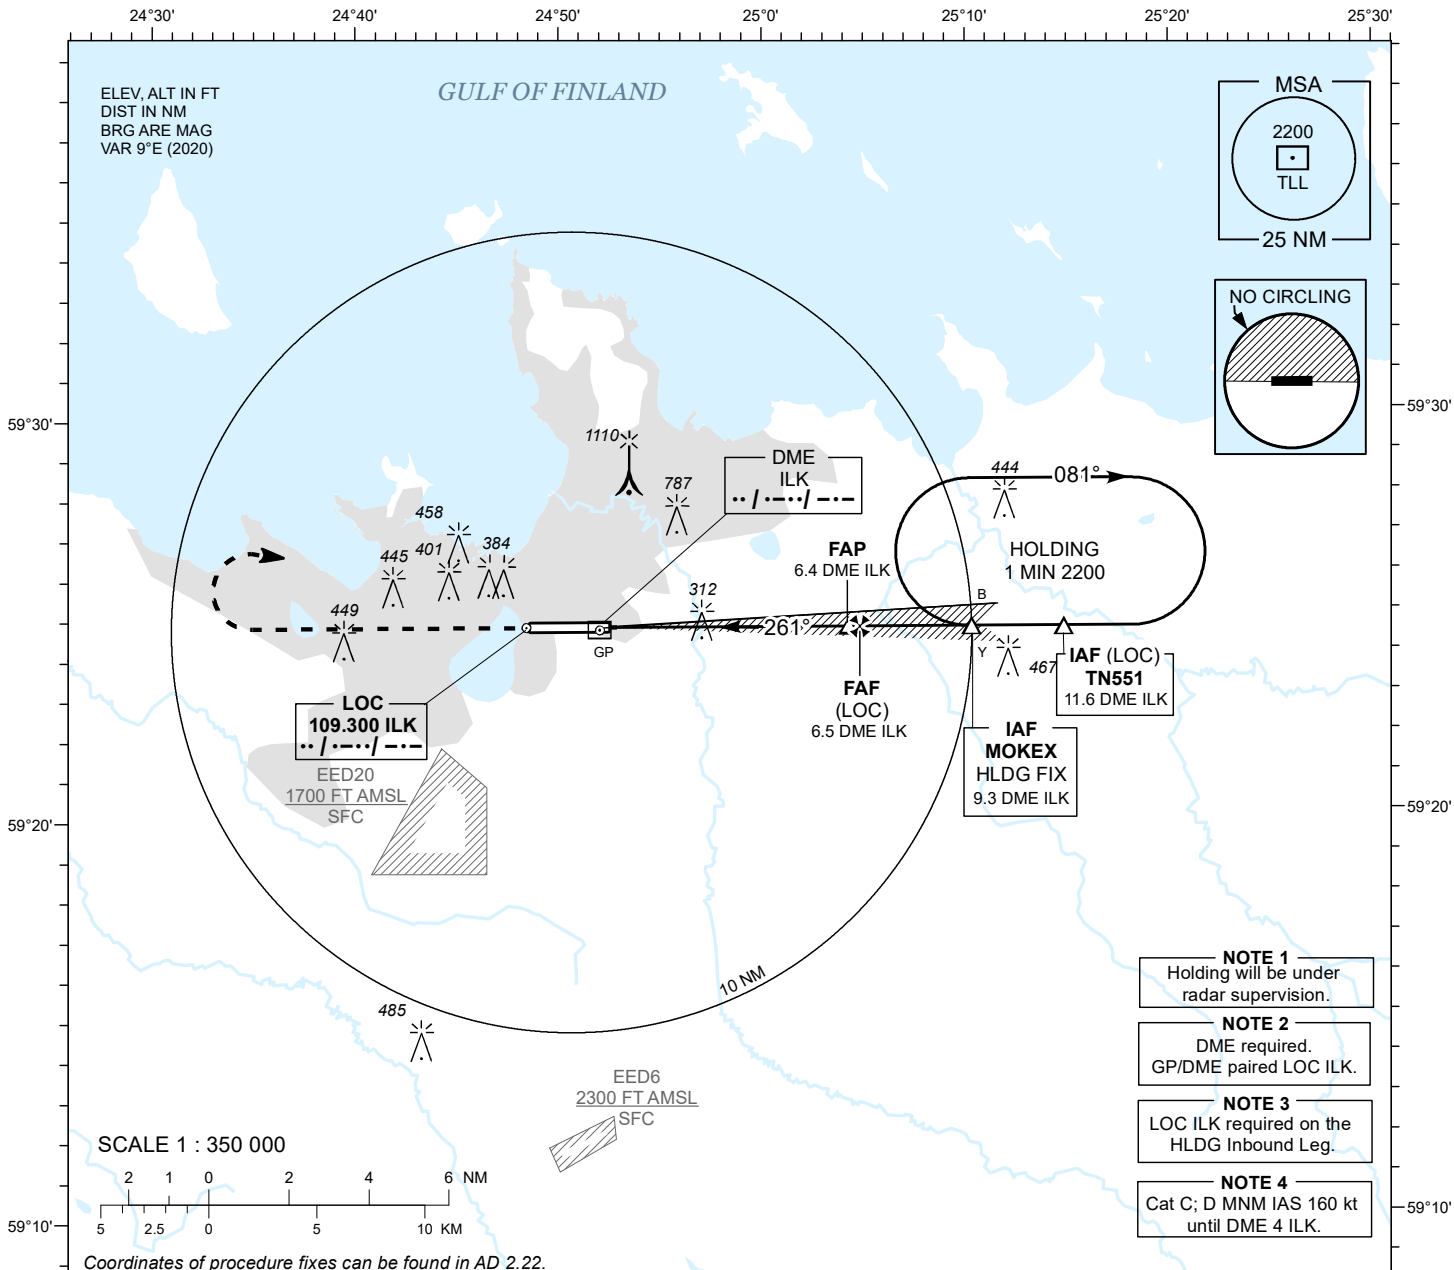 24°30'
24°40'
24°50'
25°0'
25°10'
25°20'
25°30'
ELEV, ALT IN FT
DIST IN NM
BRG ARE MAG
VAR 9°E (2020)
GULF OF FINLAND
MSA
2200
TLL
25 NM
NO CIRCLING
59°30'
59°30'
1110
DME
ILK
787
444
081°
458
445
401
384
FAP
6.4 DME ILK
HOLDING
1 MIN 2200
449
312
B
261°
GP
Y
467
IAF (LOC)
TN551
11.6 DME ILK
FAF
(LOC)
6.5 DME ILK
LOC
109.300 ILK
IAF
MOKEX
HLDG FIX
9.3 DME ILK
EED20
1700 FT AMSL
SFC
59°20'
59°20'
10 NM
485
NOTE 1
Holding will be under
radar supervision.
NOTE 2
DME required.
GP/DME paired LOC ILK.
EED6
2300 FT AMSL
SFC
NOTE 3
LOC ILK required on the
HLDG Inbound Leg.
NOTE 4
Cat C; D MNM IAS 160 kt
until DME 4 ILK.
SCALE 1 : 350 000
2 1 0 2 4 6 NM
5 2.5 0 5 10 KM
59°10'
59°10'
Coordinates of procedure fixes can be found in AD 2.22.